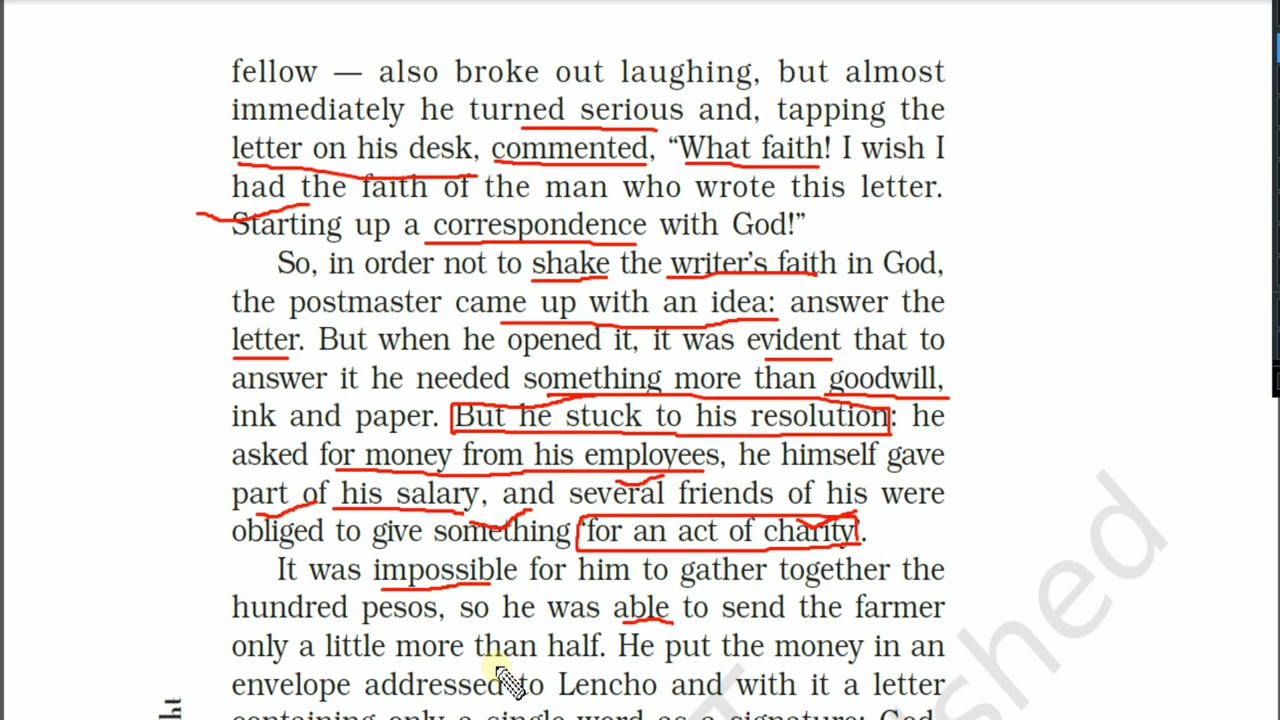 fellow — also broke out laughing, but almost
immediately he turned serious and, tapping the
letter on his desk, commented, “What faith! I wish I
had the faith of the man who wrote this letter.
Starting up a correspondence with God!”
So, in order not to shake the writer’s faith in God,
the postmaster came up with an idea: answer the
letter. But when he opened it, it was evident that to
answer it he needed something more than goodwill,
ink and paper. But he stuck to his resolution: he
asked for money from his employees, he himself gave
part of his salary, and several friends of his were
obliged to give something ‘for an act of charity’.
It was impossible for him to gather together the
hundred pesos, so he was able to send the farmer
only a little more than half. He put the money in an
envelope addressed to Lencho and with it a letter
containing only a single word as a signature: God.